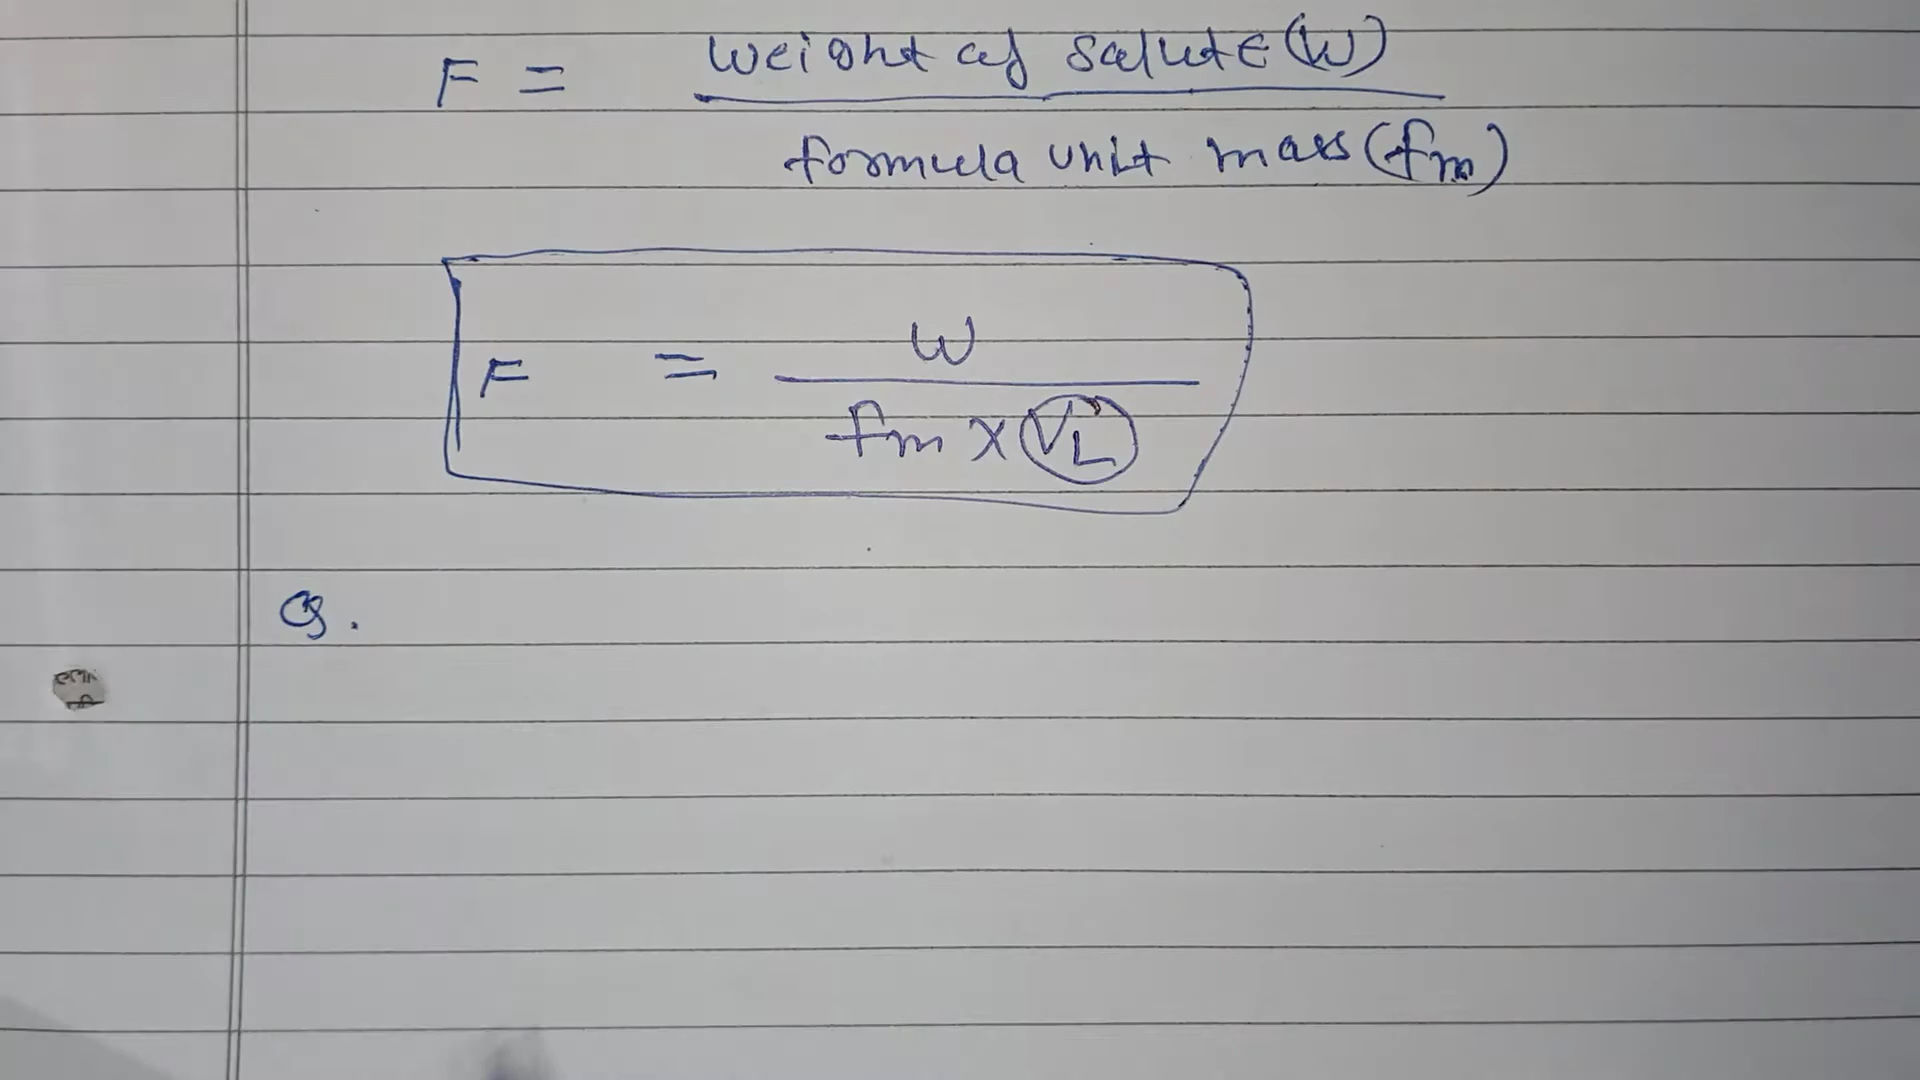 F = weight of solute (W)
formula unit mass (fm)
F = W
fm x VL
Q.